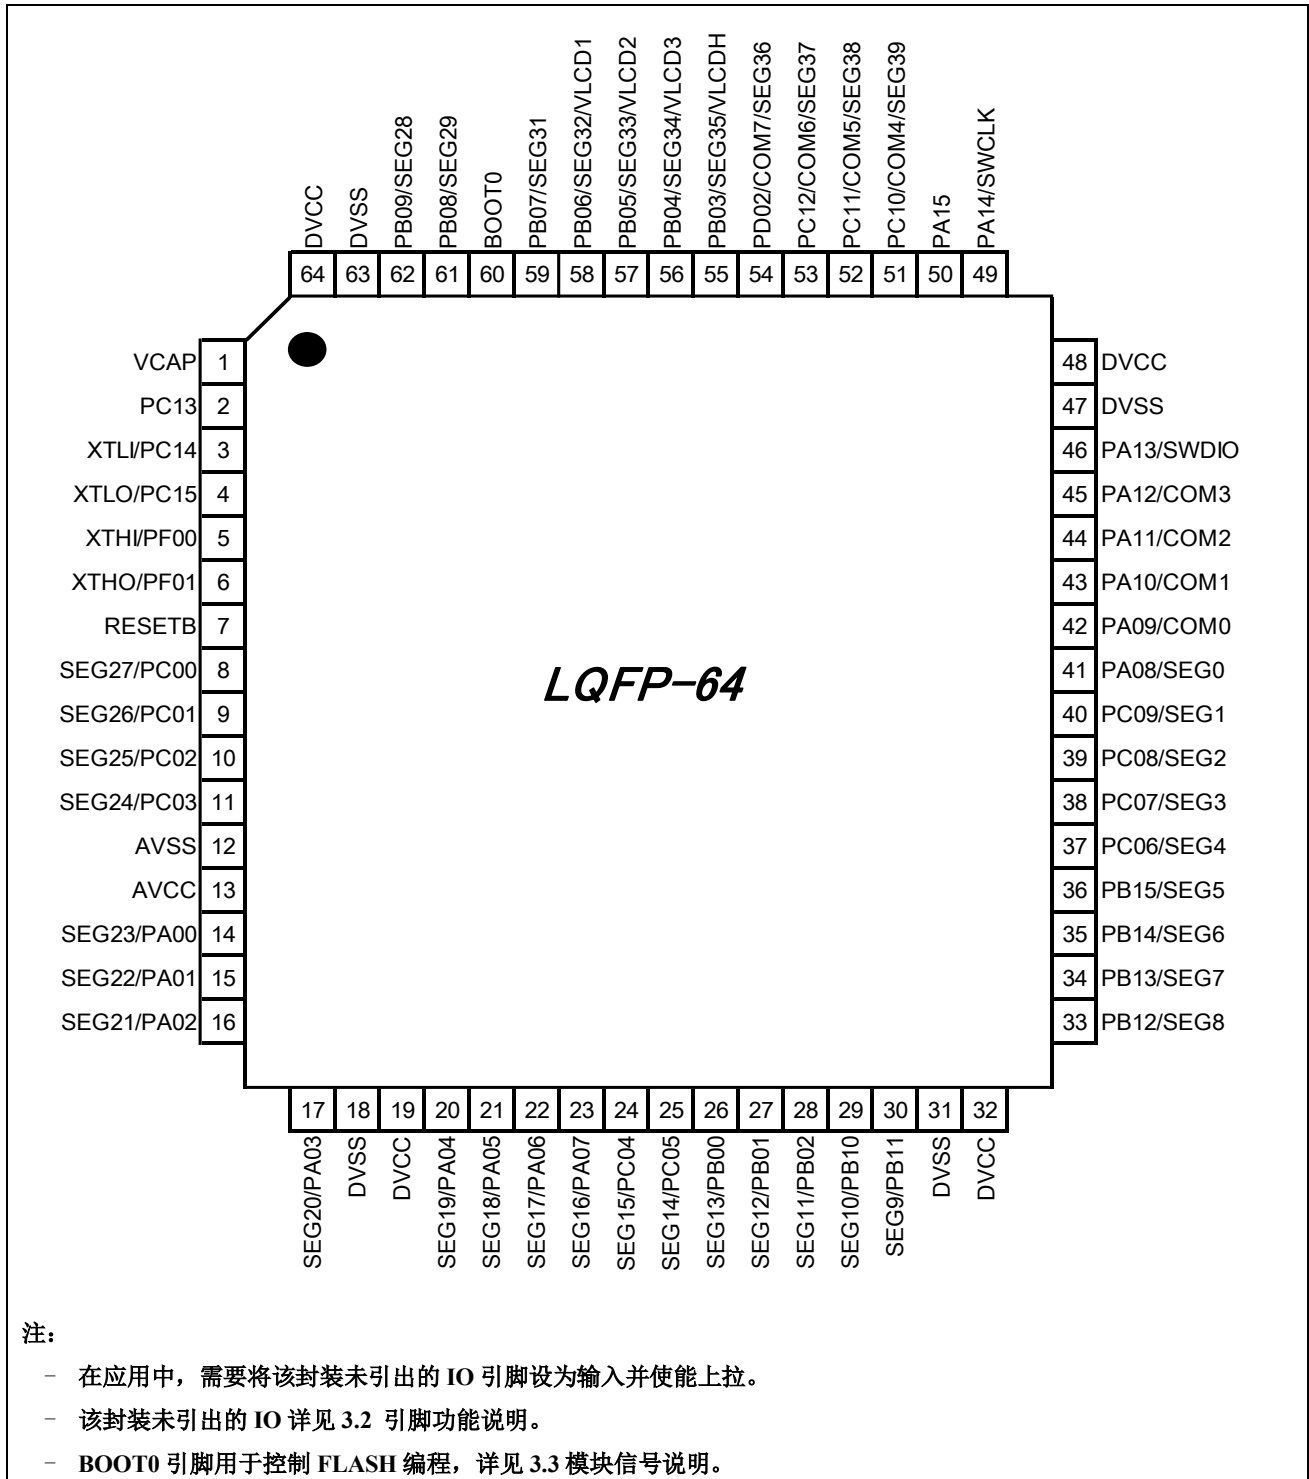 DVCC
DVSS
PB09/SEG28
PB08/SEG29
BOOT0
PB07/SEG31
PB06/SEG32/VLCD1
PB05/SEG33/VLCD2
PB04/SEG34/VLCD3
PB03/SEG35/VLCDH
PD02/COM7/SEG36
PC12/COM6/SEG37
PC11/COM5/SEG38
PC10/COM4/SEG39
PA15
PA14/SWCLK
64 63 62 61 60 59 58 57 56 55 54 53 52 51 50 49
VCAP 1
PC13 2
XTLI/PC14 3
XTLO/PC15 4
XTHI/PF00 5
XTHO/PF01 6
RESETB 7
SEG27/PC00 8
SEG26/PC01 9
SEG25/PC02 10
SEG24/PC03 11
AVSS 12
AVCC 13
SEG23/PA00 14
SEG22/PA01 15
SEG21/PA02 16
LQFP-64
48 DVCC
47 DVSS
46 PA13/SWDIO
45 PA12/COM3
44 PA11/COM2
43 PA10/COM1
42 PA09/COM0
41 PA08/SEG0
40 PC09/SEG1
39 PC08/SEG2
38 PC07/SEG3
37 PC06/SEG4
36 PB15/SEG5
35 PB14/SEG6
34 PB13/SEG7
33 PB12/SEG8
17 18 19 20 21 22 23 24 25 26 27 28 29 30 31 32
SEG20/PA03
DVSS
DVCC
SEG19/PA04
SEG18/PA05
SEG17/PA06
SEG16/PA07
SEG15/PC04
SEG14/PC05
SEG13/PB00
SEG12/PB01
SEG11/PB02
SEG10/PB10
SEG9/PB11
DVSS
DVCC
注：
- 在应用中，需要将该封装未引出的 IO 引脚设为输入并使能上拉。
- 该封装未引出的 IO 详见 3.2 引脚功能说明。
- BOOT0 引脚用于控制 FLASH 编程，详见 3.3 模块信号说明。